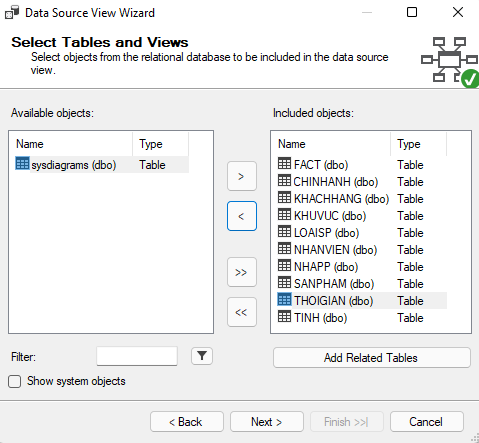 Data Source View Wizard
Select Tables and Views
Select objects from the relational database to be included in the data source
view.
Available objects:
Included objects:
Name Type
sysdiagrams (dbo) Table
>
<
>>
<<
Name Type
FACT (dbo) Table
CHINHANH (dbo) Table
KHACHHANG (dbo) Table
KHUVUC (dbo) Table
LOAISP (dbo) Table
NHANVIEN (dbo) Table
NHAPP (dbo) Table
SANPHAM (dbo) Table
THOIGIAN (dbo) Table
TINH (dbo) Table
Filter:
Add Related Tables
Show system objects
< Back Next > Finish >>| Cancel